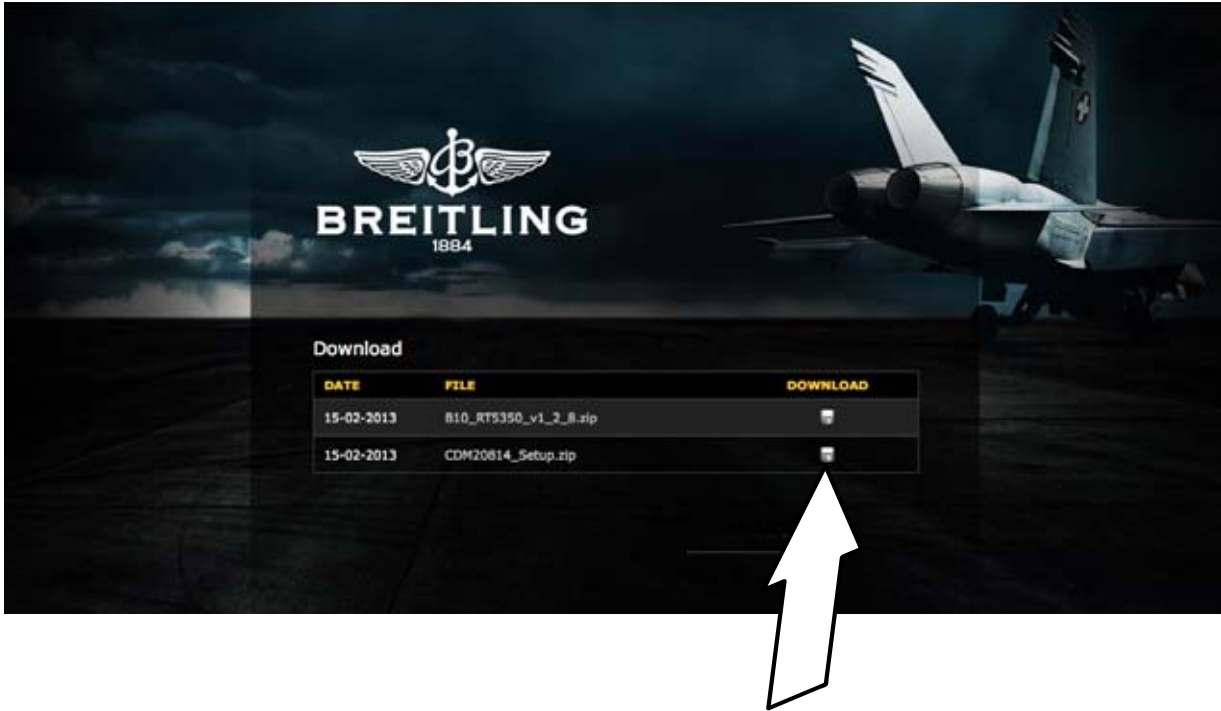 BREITLING
1884
Download
DATE FILE DOWNLOAD
15-02-2013 B10_RT5350_v1_2_8.zip
15-02-2013 CDM20814_Setup.zip